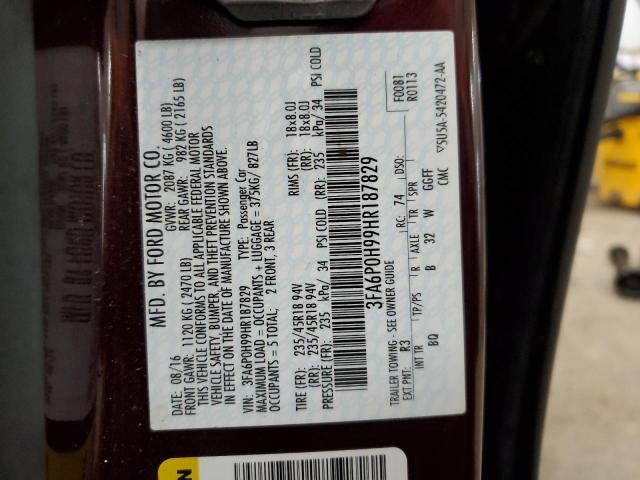 MFD. BY FORD MOTOR CO.
DATE: 08/16 GVWR: 2087 KG ( 4600 LB)
FRONT GAWR: 1120 KG ( 2470 LB) REAR GAWR: 982 KG ( 2165 LB)
THIS VEHICLE CONFORMS TO ALL APPLICABLE FEDERAL MOTOR
VEHICLE SAFETY, BUMPER, AND THEFT PREVENTION STANDARDS
IN EFFECT ON THE DATE OF MANUFACTURE SHOWN ABOVE.
VIN: 3FA6P0H99HR187829 TYPE: Passenger Car
MAXIMUM LOAD = OCCUPANTS + LUGGAGE = 375KG/ 827LB
OCCUPANTS = 5 TOTAL; 2 FRONT, 3 REAR
TIRE (FR): 235/45R18 94V RIMS (FR): 18x8.0J
TIRE (RR): 235/45R18 94V (RR): 18x8.0J
PRESSURE (FR): 235 kPa/ 34 PSI COLD (RR): 235 kPa/ 34 PSI COLD
3FA6P0H99HR187829
F0081
R0113
TRAILER TOWING - SEE OWNER GUIDE
EXT PNT: R3 RC: 74 DSO:
INT TR TP/PS R AXLE TR SPR
BQ B 32 W GGFF
CMC ▽5U5A-5420472-AA